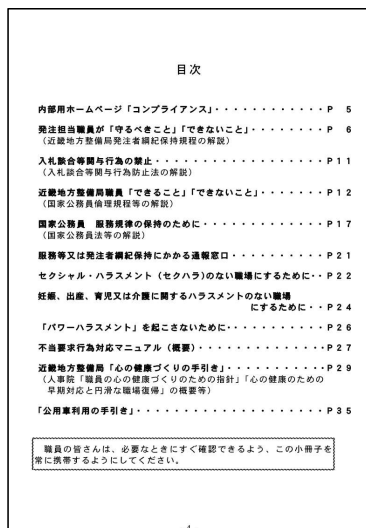 目次
内部用ホームページ「コンプライアンス」・・・・・・・・・・・・P 5
発注担当職員が「守るべきこと」「できないこと」・・・・・・・・P 6
（近畿地方整備局発注者綱紀保持規程の解説）
入札談合等関与行為の禁止・・・・・・・・・・・・・・・・・・P11
（入札談合等関与行為防止法の解説）
近畿地方整備局職員「できること」「できないこと」・・・・・・・P12
（国家公務員倫理規程等の解説）
国家公務員 服務規律の保持のために・・・・・・・・・・・・・P17
（国家公務員法等の解説）
服務等又は発注者綱紀保持にかかる通報窓口・・・・・・・・・・P21
セクシャル・ハラスメント（セクハラ）のない職場にするために・・P22
妊娠、出産、育児又は介護に関するハラスメントのない職場
にするために・・P24
「パワーハラスメント」を起こさないために・・・・・・・・・・P26
不当要求行為対応マニュアル（概要）・・・・・・・・・・・・・P27
近畿地方整備局「心の健康づくりの手引き」・・・・・・・・・・P29
（人事院「職員の心の健康づくりのための指針」「心の健康のための
早期対応と円滑な職場復帰」の概要等）
「公用車利用の手引き」・・・・・・・・・・・・・・・・・・・P35
職員の皆さんは、必要なときにすぐ確認できるよう、この小冊子を
常に携帯するようにしてください。